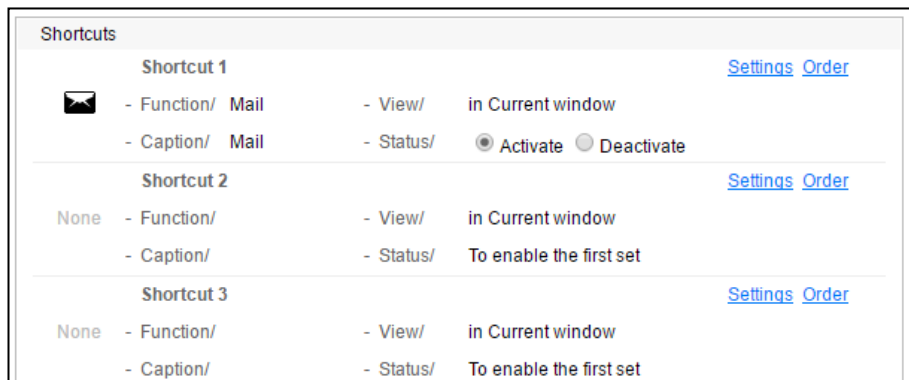 Shortcuts
Shortcut 1 Settings Order
- Function/ Mail - View/ in Current window
- Caption/ Mail - Status/ Activate Deactivate
Shortcut 2 Settings Order
None - Function/ - View/ in Current window
- Caption/ - Status/ To enable the first set
Shortcut 3 Settings Order
None - Function/ - View/ in Current window
- Caption/ - Status/ To enable the first set